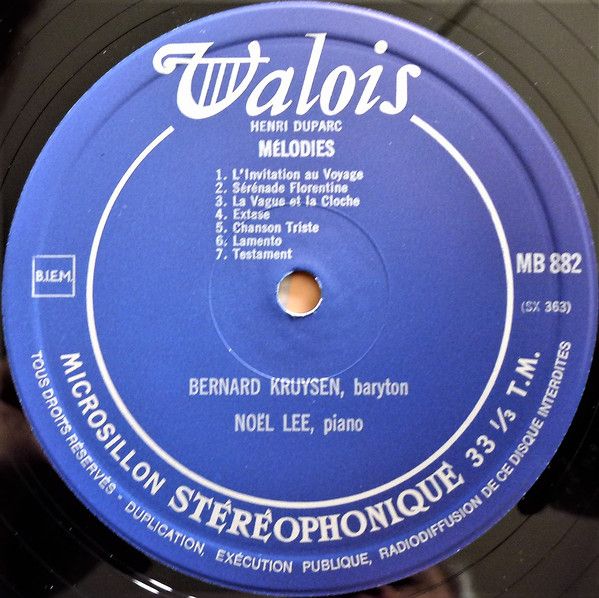 Valois
HENRI DUPARC
MÉLODIES
1. L'Invitation au Voyage
2. Sérénade Florentine
3. La Vague et la Cloche
4. Extase
5. Chanson Triste
6. Lamento
7. Testament
B.I.E.M.
MB 882
(SX 363)
BERNARD KRUYSEN, baryton
NOËL LEE, piano
MICROSILLON STÉRÉOPHONIQUE 33 1/3 T.M.
TOUS DROITS RÉSERVÉS - DUPLICATION, EXÉCUTION PUBLIQUE, RADIODIFFUSION DE CE DISQUE INTERDITES